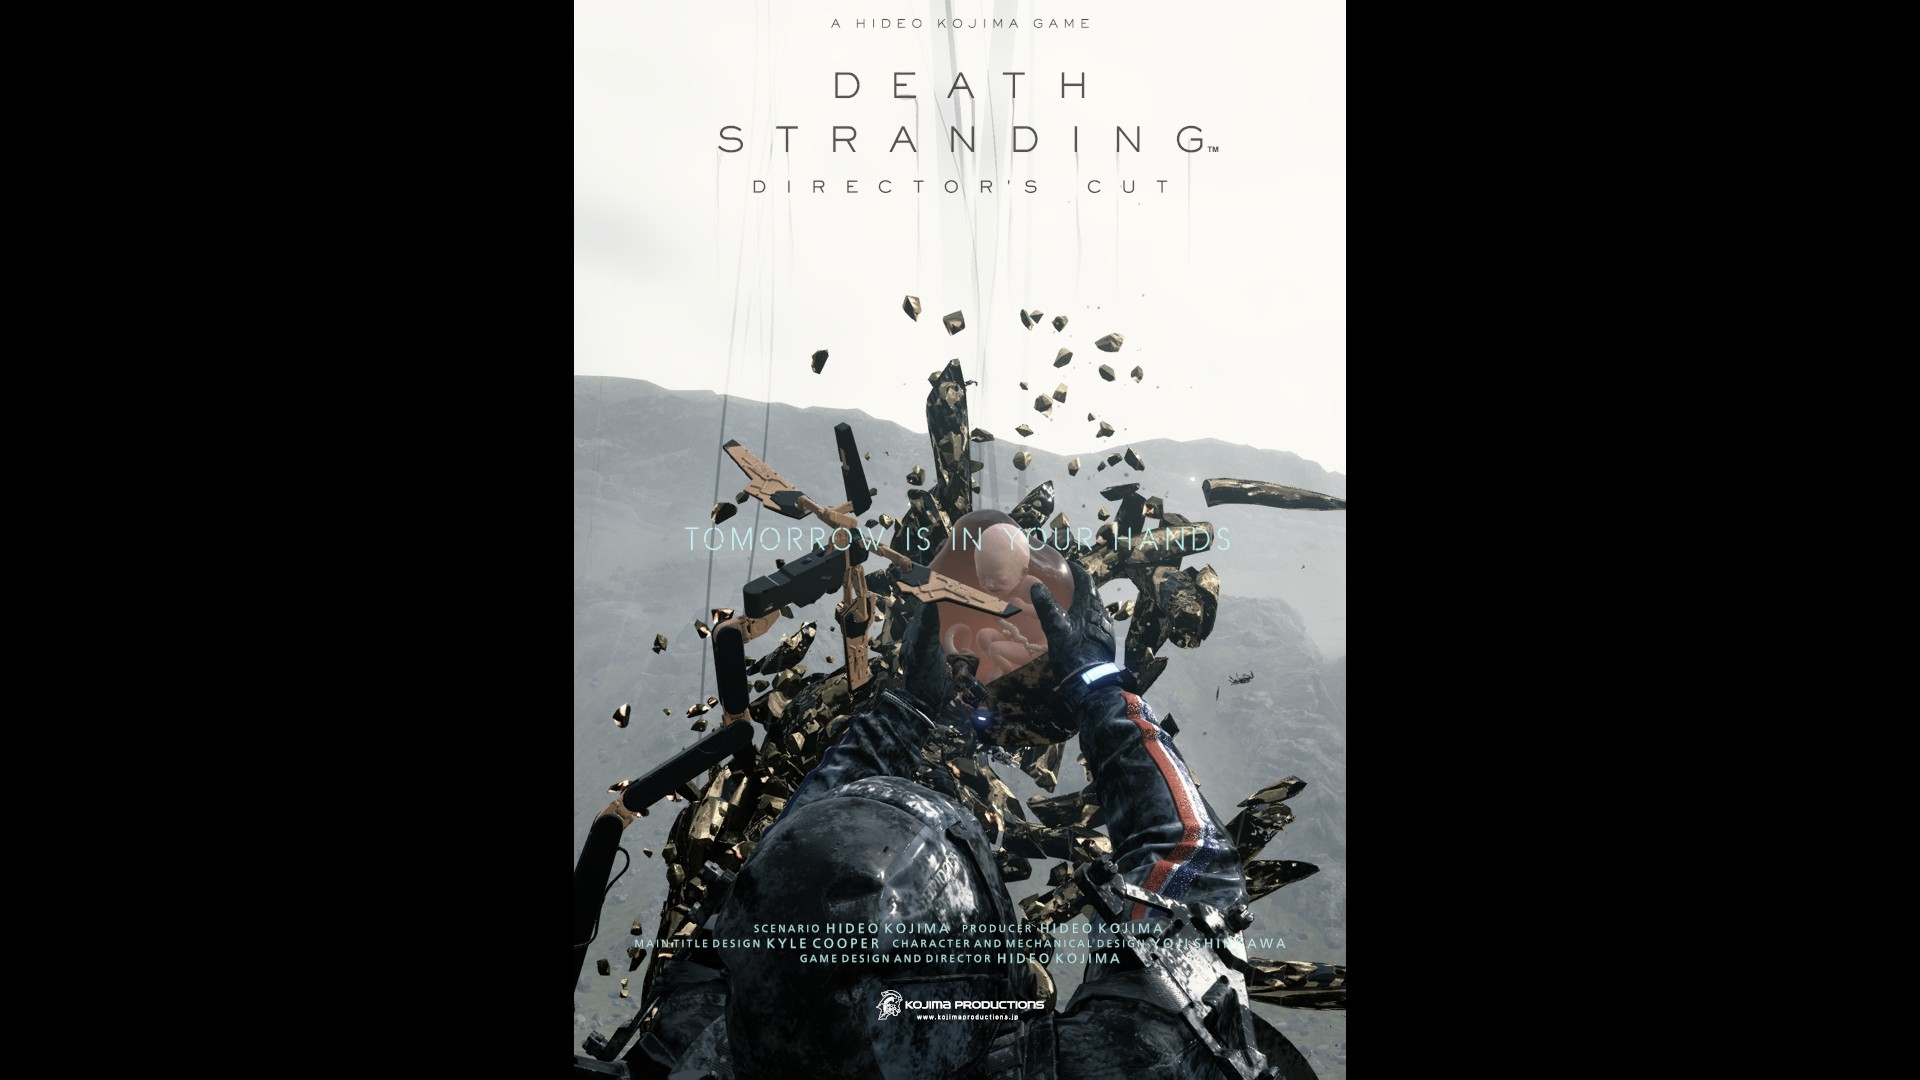 A HIDEO KOJIMA GAME
DEATH
STRANDING™
DIRECTOR'S CUT
TOMORROW IS IN YOUR HANDS
SCENARIO HIDEO KOJIMA PRODUCER HIDEO KOJIMA
MAIN TITLE DESIGN KYLE COOPER CHARACTER AND MECHANICAL DESIGN YOJI SHINKAWA
GAME DESIGN AND DIRECTOR HIDEO KOJIMA
KOJIMA PRODUCTIONS
www.kojimaproductions.jp